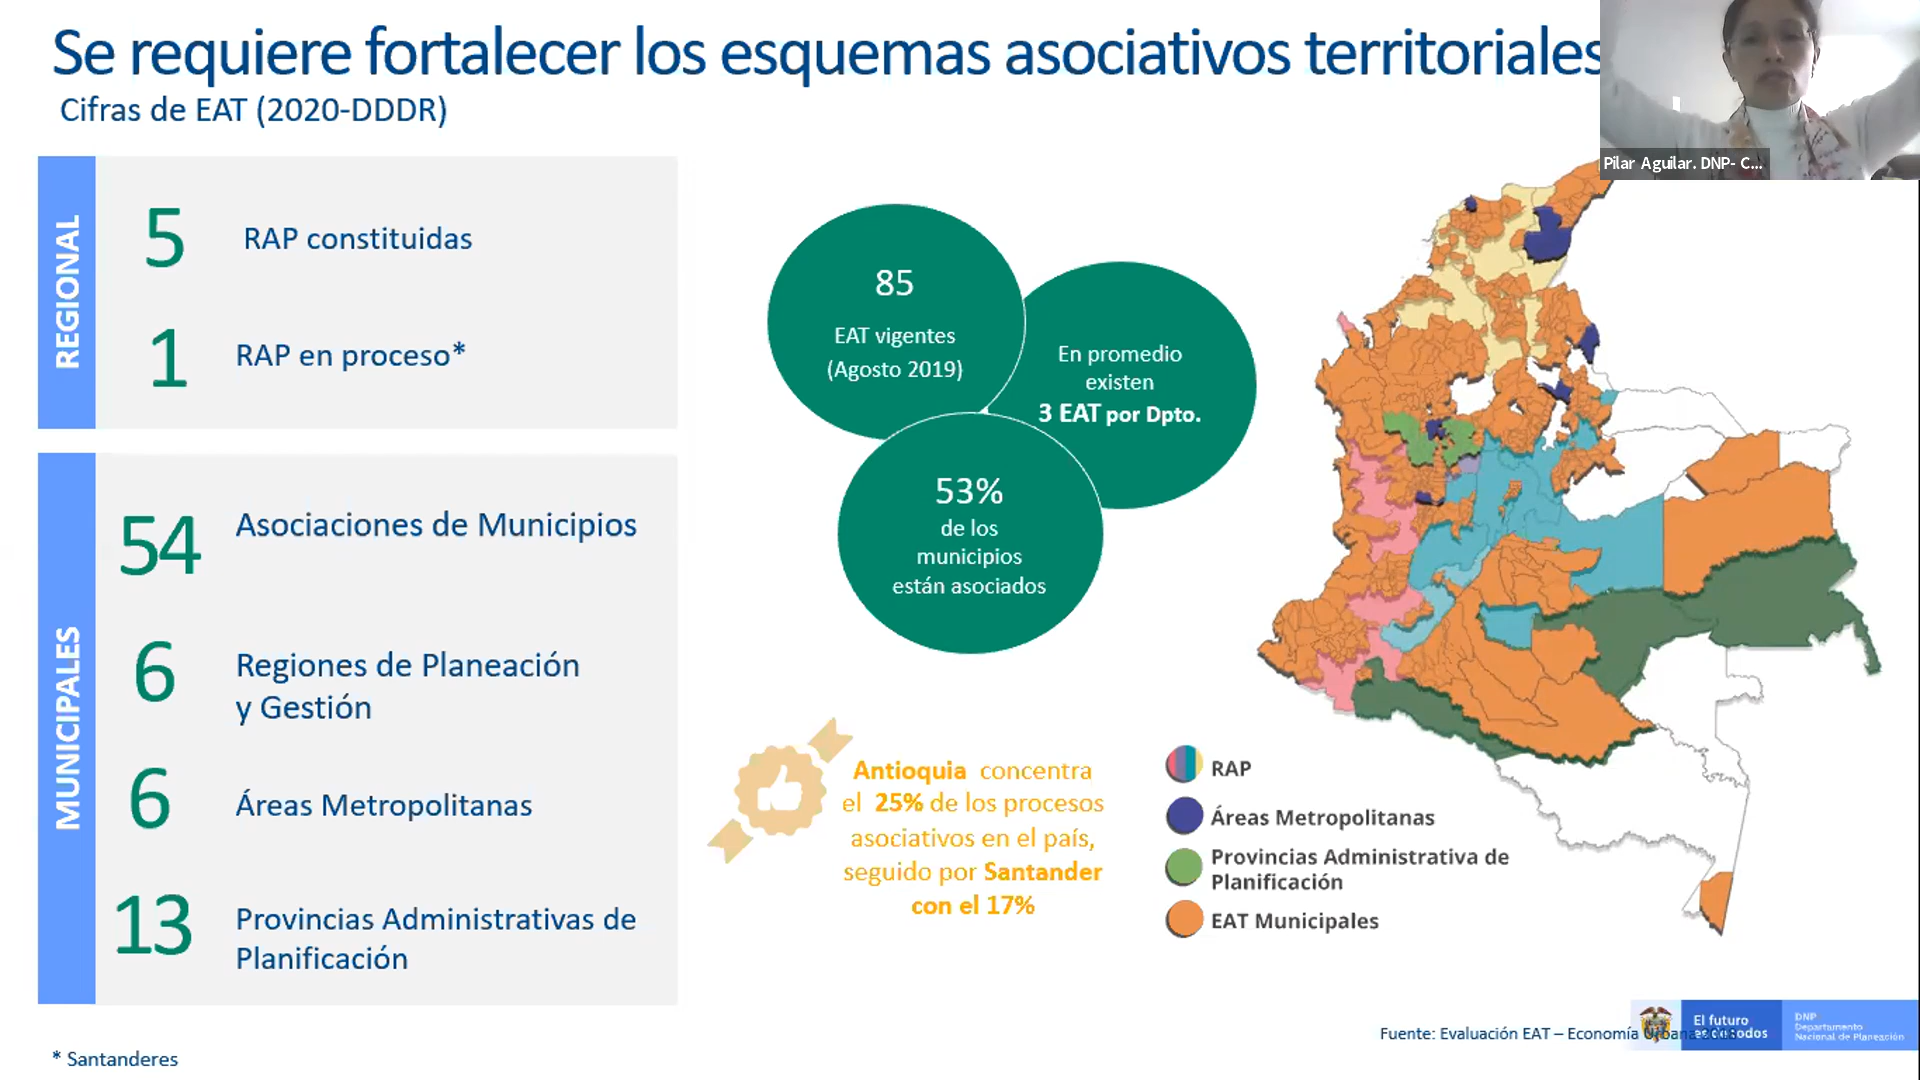 Se requiere fortalecer los esquemas asociativos territoriales
Cifras de EAT (2020-DDDR)
Pilar Aguilar. DNP- C...
REGIONAL
5
RAP constituidas
1
RAP en proceso*
MUNICIPALES
54
Asociaciones de Municipios
6
Regiones de Planeación
y Gestión
6
Áreas Metropolitanas
13
Provincias Administrativas de
Planificación
* Santanderes
85
EAT vigentes
(Agosto 2019)
En promedio
existen
3 EAT por Dpto.
53%
de los
municipios
están asociados
Antioquia concentra
el 25% de los procesos
asociativos en el país,
seguido por Santander
con el 17%
RAP
Áreas Metropolitanas
Provincias Administrativa de
Planificación
EAT Municipales
Fuente: Evaluación EAT – Economía
El futuro
es de todos
DNP
Departamento
Nacional de Planeación